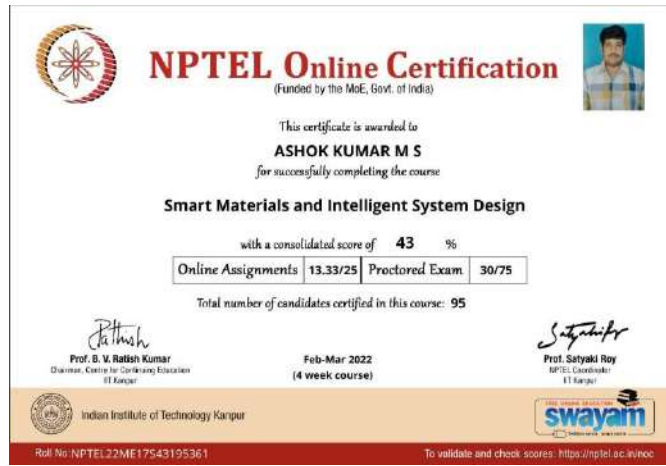 NPTEL Online Certification
(Funded by the MoE, Govt. of India)
This certificate is awarded to
ASHOK KUMAR M S
for successfully completing the course
Smart Materials and Intelligent System Design
with a consolidated score of 43 %
Online Assignments 13.33/25 Proctored Exam 30/75
Total number of candidates certified in this course: 95
Prof. B. V. Ratish Kumar
Chairman, Centre for Continuing Education
IIT Kanpur
Feb-Mar 2022
(4 week course)
Prof. Satyaki Roy
NPTEL Coordinator
IIT Kanpur
Indian Institute of Technology Kanpur
FREE ONLINE EDUCATION
swayam
Roll No:NPTEL22ME17S43195361
To validate and check scores: https://nptel.ac.in/noc